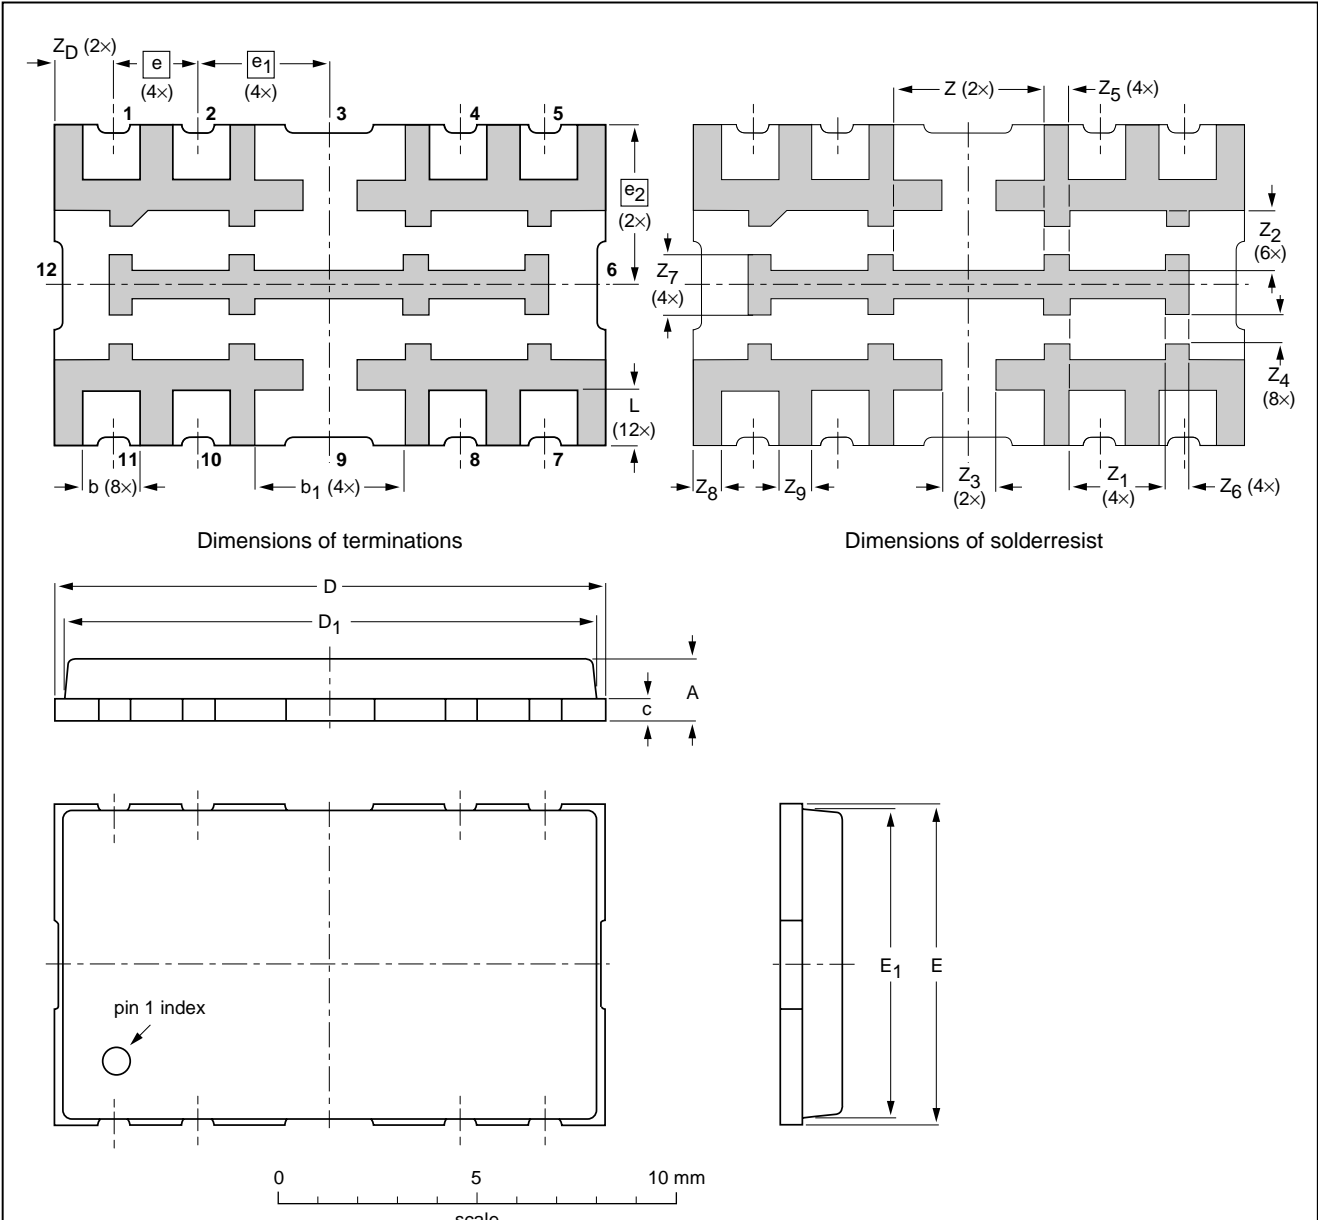 Z_D (2×) e e_1
(4×) (4×)
1 2 3 4 5
Z (2×) Z_5 (4×)
e_2
(2×)
Z_2
(6×)
12 6
Z_7
(4×)
L
(12×)
Z_4
(8×)
11 10 9 8 7
b (8×) b_1 (4×)
Z_8 Z_9 Z_3 Z_1 Z_6 (4×)
(2×) (4×)
Dimensions of terminations
Dimensions of solderresist
D
D_1
A
c
E_1 E
pin 1 index
0 5 10 mm
scale